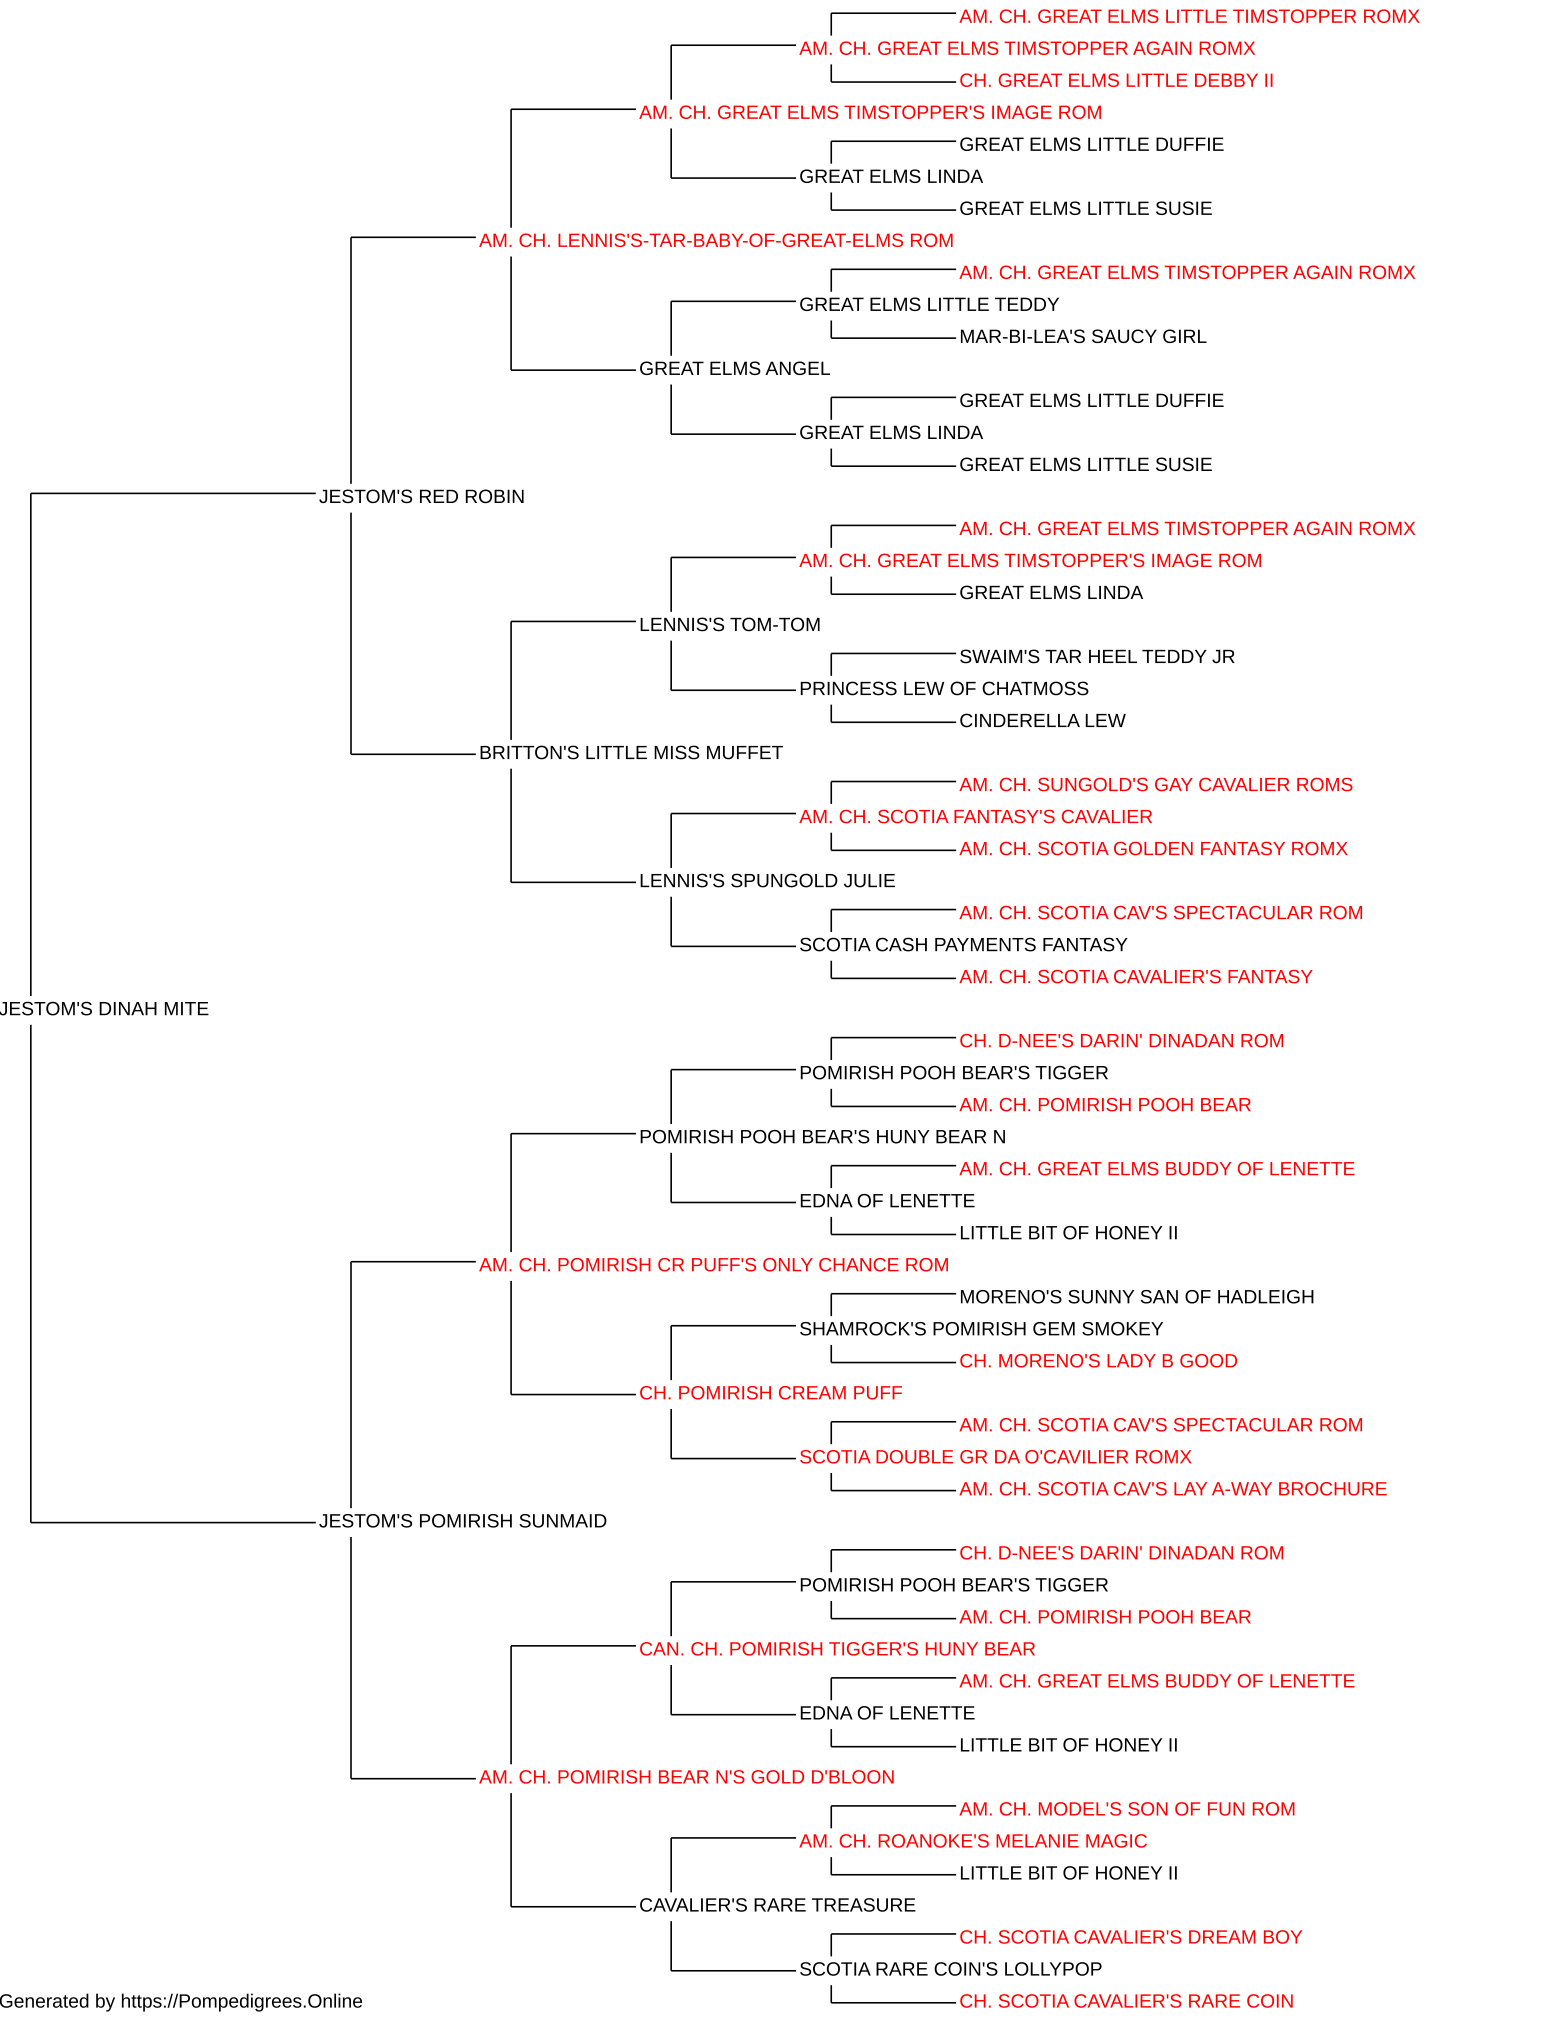 AM. CH. GREAT ELMS LITTLE TIMSTOPPER ROMX
AM. CH. GREAT ELMS TIMSTOPPER AGAIN ROMX
CH. GREAT ELMS LITTLE DEBBY II
AM. CH. GREAT ELMS TIMSTOPPER'S IMAGE ROM
GREAT ELMS LITTLE DUFFIE
GREAT ELMS LINDA
GREAT ELMS LITTLE SUSIE
AM. CH. LENNIS'S-TAR-BABY-OF-GREAT-ELMS ROM
AM. CH. GREAT ELMS TIMSTOPPER AGAIN ROMX
GREAT ELMS LITTLE TEDDY
MAR-BI-LEA'S SAUCY GIRL
GREAT ELMS ANGEL
GREAT ELMS LITTLE DUFFIE
GREAT ELMS LINDA
GREAT ELMS LITTLE SUSIE
JESTOM'S RED ROBIN
AM. CH. GREAT ELMS TIMSTOPPER AGAIN ROMX
AM. CH. GREAT ELMS TIMSTOPPER'S IMAGE ROM
GREAT ELMS LINDA
LENNIS'S TOM-TOM
SWAIM'S TAR HEEL TEDDY JR
PRINCESS LEW OF CHATMOSS
CINDERELLA LEW
BRITTON'S LITTLE MISS MUFFET
AM. CH. SUNGOLD'S GAY CAVALIER ROMS
AM. CH. SCOTIA FANTASY'S CAVALIER
AM. CH. SCOTIA GOLDEN FANTASY ROMX
LENNIS'S SPUNGOLD JULIE
AM. CH. SCOTIA CAV'S SPECTACULAR ROM
SCOTIA CASH PAYMENTS FANTASY
AM. CH. SCOTIA CAVALIER'S FANTASY
JESTOM'S DINAH MITE
CH. D-NEE'S DARIN' DINADAN ROM
POMIRISH POOH BEAR'S TIGGER
AM. CH. POMIRISH POOH BEAR
POMIRISH POOH BEAR'S HUNY BEAR N
AM. CH. GREAT ELMS BUDDY OF LENETTE
EDNA OF LENETTE
LITTLE BIT OF HONEY II
AM. CH. POMIRISH CR PUFF'S ONLY CHANCE ROM
MORENO'S SUNNY SAN OF HADLEIGH
SHAMROCK'S POMIRISH GEM SMOKEY
CH. MORENO'S LADY B GOOD
CH. POMIRISH CREAM PUFF
AM. CH. SCOTIA CAV'S SPECTACULAR ROM
SCOTIA DOUBLE GR DA O'CAVILIER ROMX
AM. CH. SCOTIA CAV'S LAY A-WAY BROCHURE
JESTOM'S POMIRISH SUNMAID
CH. D-NEE'S DARIN' DINADAN ROM
POMIRISH POOH BEAR'S TIGGER
AM. CH. POMIRISH POOH BEAR
CAN. CH. POMIRISH TIGGER'S HUNY BEAR
AM. CH. GREAT ELMS BUDDY OF LENETTE
EDNA OF LENETTE
LITTLE BIT OF HONEY II
AM. CH. POMIRISH BEAR N'S GOLD D'BLOON
AM. CH. MODEL'S SON OF FUN ROM
AM. CH. ROANOKE'S MELANIE MAGIC
LITTLE BIT OF HONEY II
CAVALIER'S RARE TREASURE
CH. SCOTIA CAVALIER'S DREAM BOY
SCOTIA RARE COIN'S LOLLYPOP
CH. SCOTIA CAVALIER'S RARE COIN
Generated by https://Pompedigrees.Online